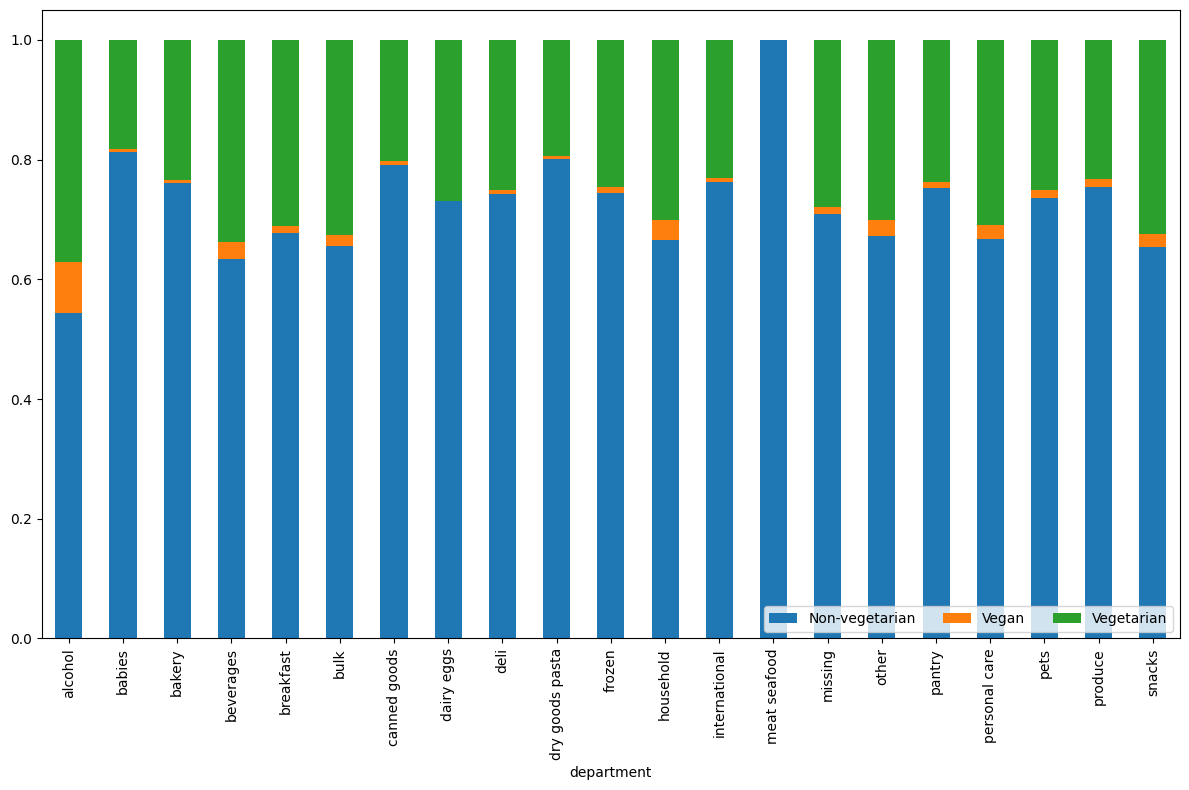 1.0
0.8
0.6
0.4
0.2
0.0
Non-vegetarian Vegan Vegetarian
alcohol
babies
bakery
beverages
breakfast
bulk
canned goods
dairy eggs
deli
dry goods pasta
frozen
household
international
meat seafood
missing
other
pantry
personal care
pets
produce
snacks
department